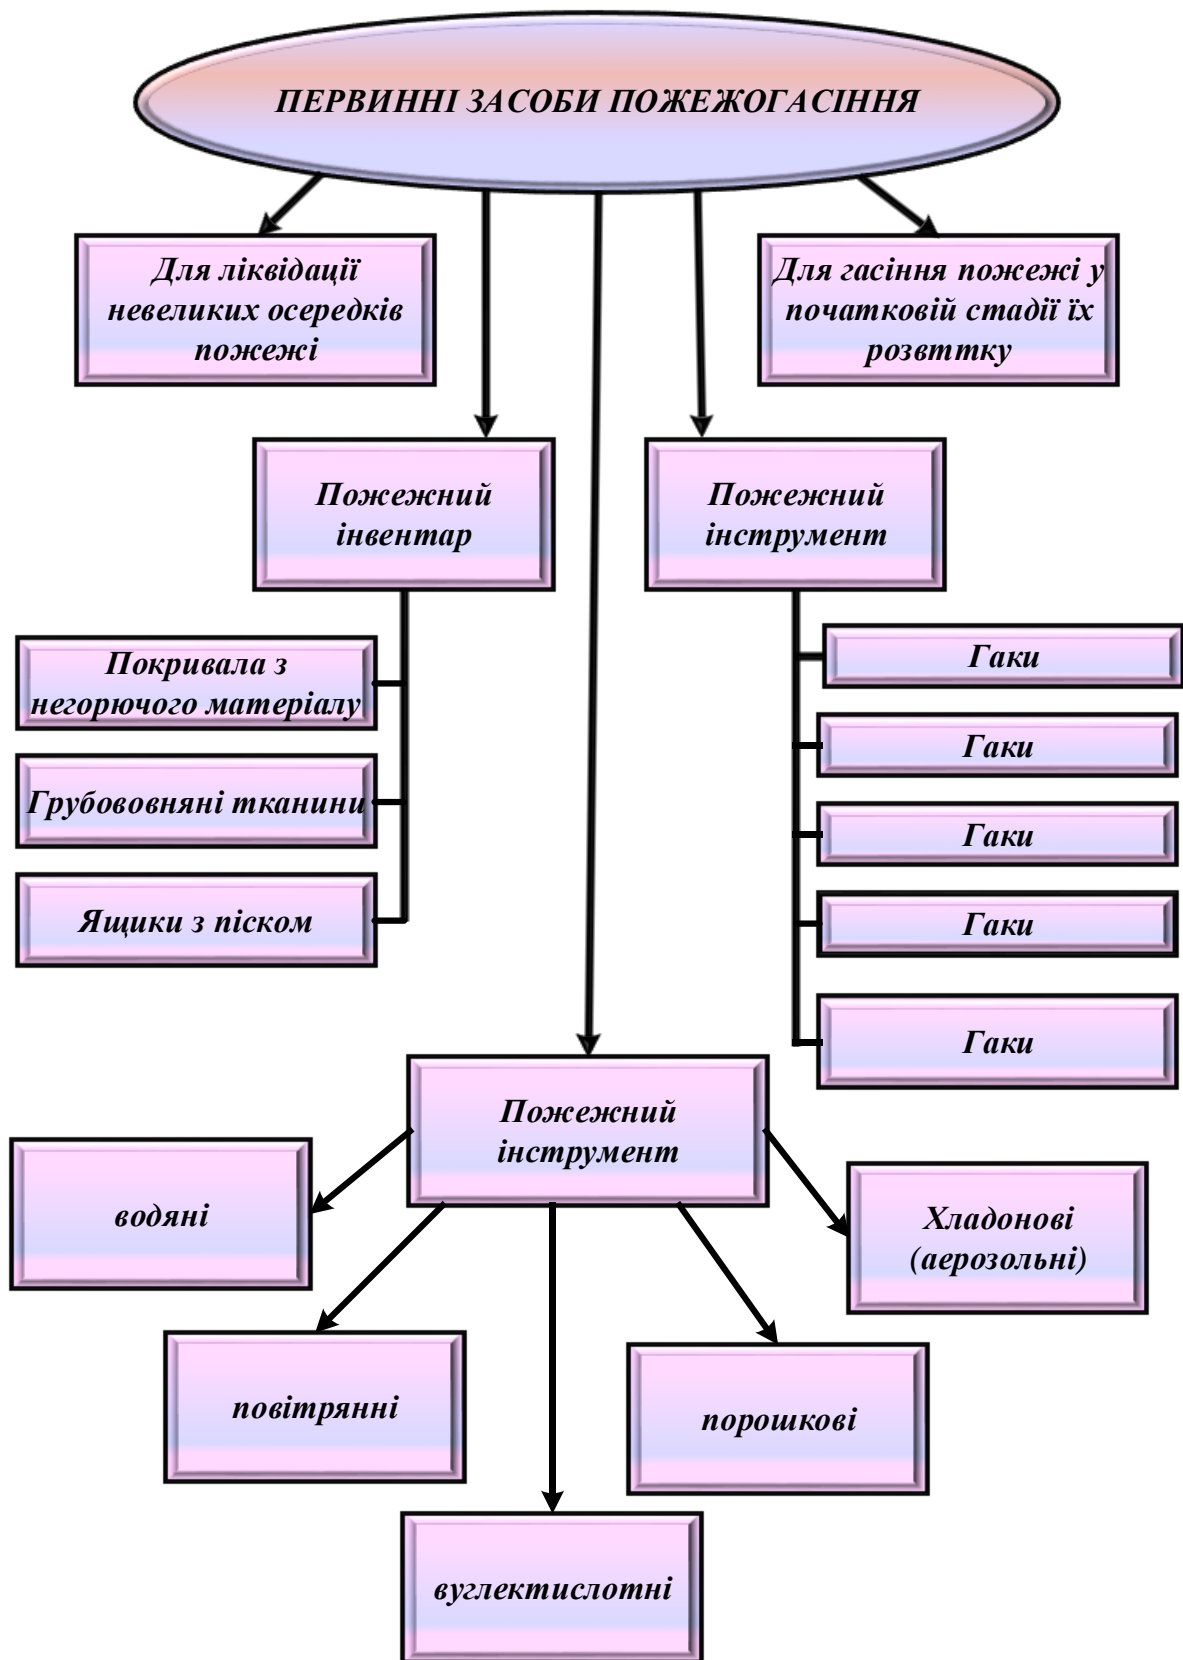 ПЕРВИННІ ЗАСОБИ ПОЖЕЖОГАСІННЯ
Для ліквідації
невеликих осередків
пожежі
Для гасіння пожежі у
початковій стадії їх
розвттку
Пожежний
інвентар
Пожежний
інструмент
Покривала з
негорючого матеріалу
Грубововняні тканини
Ящики з піском
Гаки
Гаки
Гаки
Гаки
Гаки
Пожежний
інструмент
водяні
Хладонові
(аерозольні)
повітрянні
порошкові
вуглектислотні